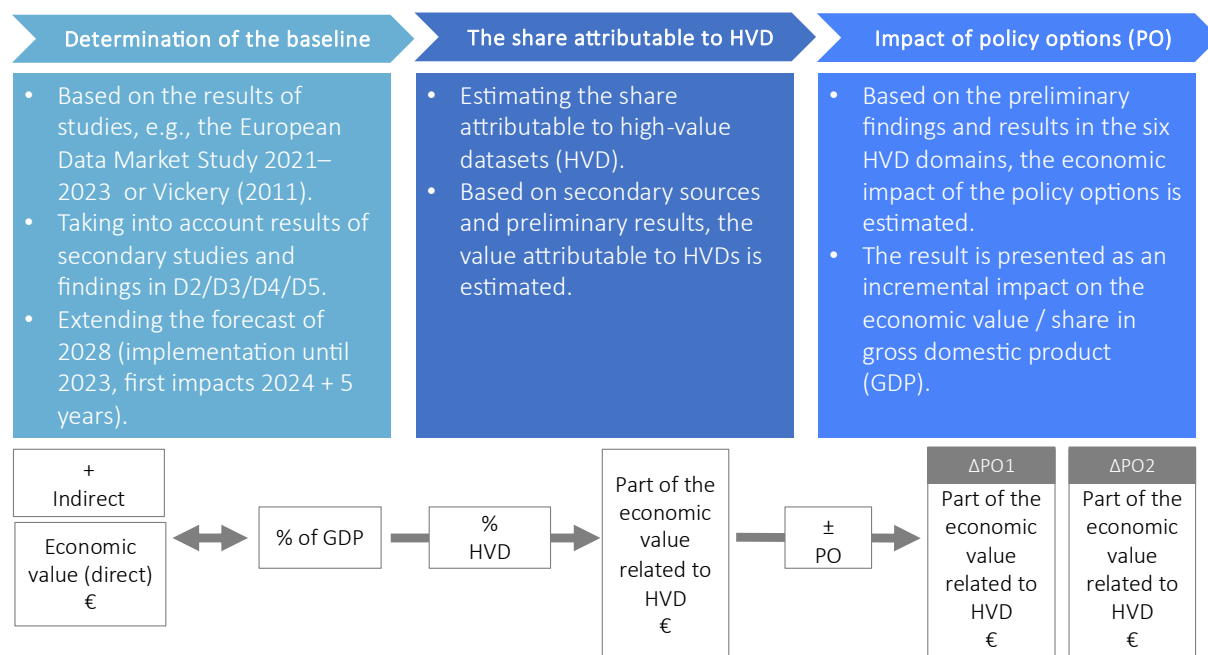 Determination of the baseline
• Based on the results of
studies, e.g., the European
Data Market Study 2021–
2023 or Vickery (2011).
• Taking into account results of
secondary studies and
findings in D2/D3/D4/D5.
• Extending the forecast of
2028 (implementation until
2023, first impacts 2024 + 5
years).
The share attributable to HVD
• Estimating the share
attributable to high-value
datasets (HVD).
• Based on secondary sources
and preliminary results, the
value attributable to HVDs is
estimated.
Impact of policy options (PO)
• Based on the preliminary
findings and results in the six
HVD domains, the economic
impact of the policy options is
estimated.
• The result is presented as an
incremental impact on the
economic value / share in
gross domestic product
(GDP).
+
Indirect
Economic
value (direct)
€
% of GDP
%
HVD
Part of the
economic
value
related to
HVD
€
±
PO
ΔPO1
Part of the
economic
value
related to
HVD
€
ΔPO2
Part of the
economic
value
related to
HVD
€